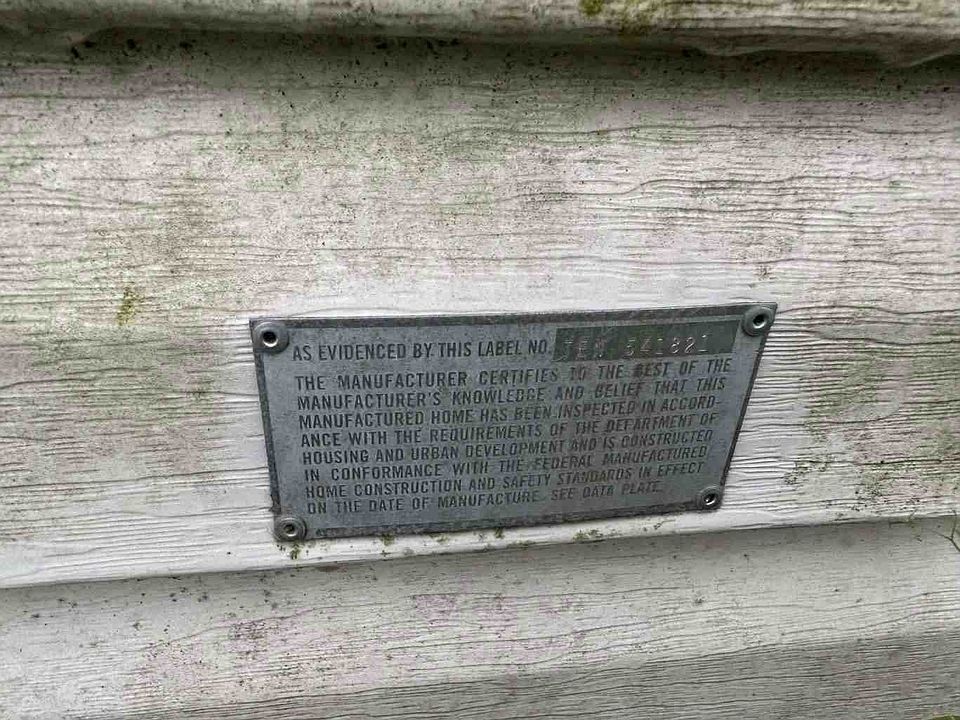 AS EVIDENCED BY THIS LABEL NO. 541821
THE MANUFACTURER CERTIFIES TO THE BEST OF THE
MANUFACTURER'S KNOWLEDGE AND BELIEF THAT THIS
MANUFACTURED HOME HAS BEEN INSPECTED IN ACCORD-
ANCE WITH THE REQUIREMENTS OF THE DEPARTMENT OF
HOUSING AND URBAN DEVELOPMENT AND IS CONSTRUCTED
IN CONFORMANCE WITH THE FEDERAL MANUFACTURED
HOME CONSTRUCTION AND SAFETY STANDARDS IN EFFECT
ON THE DATE OF MANUFACTURE. SEE DATA PLATE.